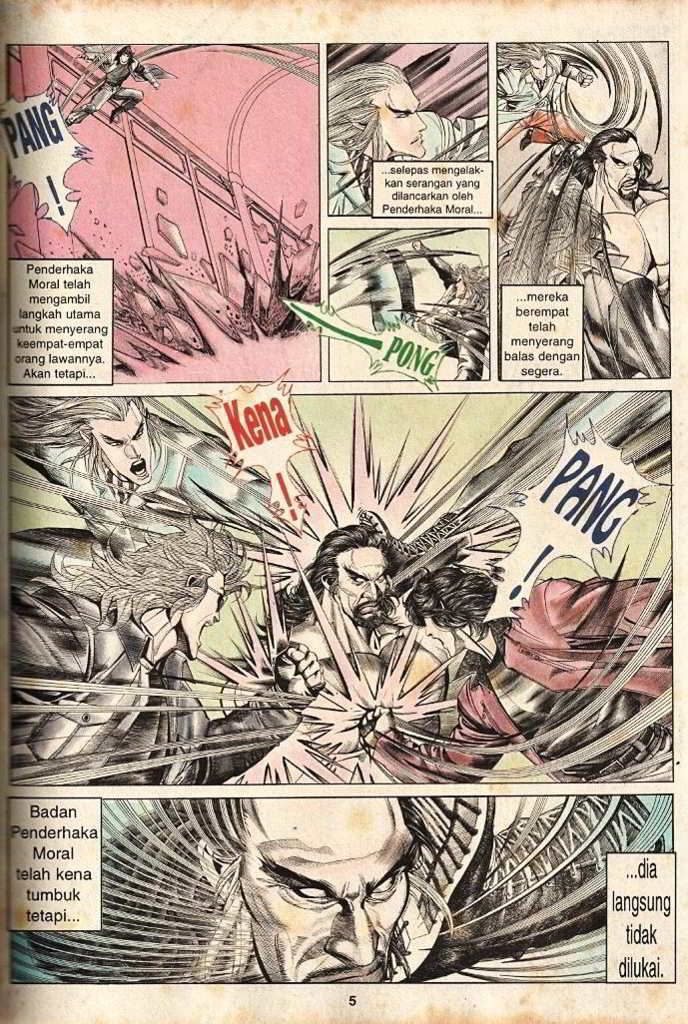 PANG
!
Penderhaka
Moral telah
mengambil
langkah utama
untuk menyerang
keempat-empat
orang lawannya.
Akan tetapi...
...selepas mengelak-
kan serangan yang
dilancarkan oleh
Penderhaka Moral...
PONG
...mereka
berempat
telah
menyerang
balas dengan
segera.
Kena
!
PANG
!
Badan
Penderhaka
Moral
telah kena
tumbuk
tetapi...
...dia
langsung
tidak
dilukai.
5